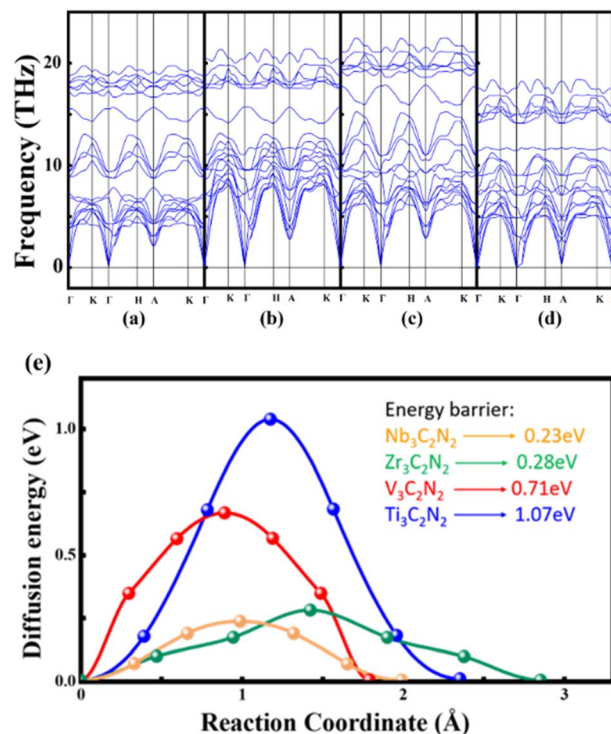 Frequency (THz)
20
10
0
Γ K Γ H A K Γ K Γ H A K Γ K Γ H A K Γ K Γ H A K Γ
(a) (b) (c) (d)
(e)
Diffusion energy (eV)
1.0
0.5
0.0
Energy barrier:
Nb₃C₂N₂ → 0.23eV
Zr₃C₂N₂ → 0.28eV
V₃C₂N₂ → 0.71eV
Ti₃C₂N₂ → 1.07eV
0 1 2 3
Reaction Coordinate (Å)